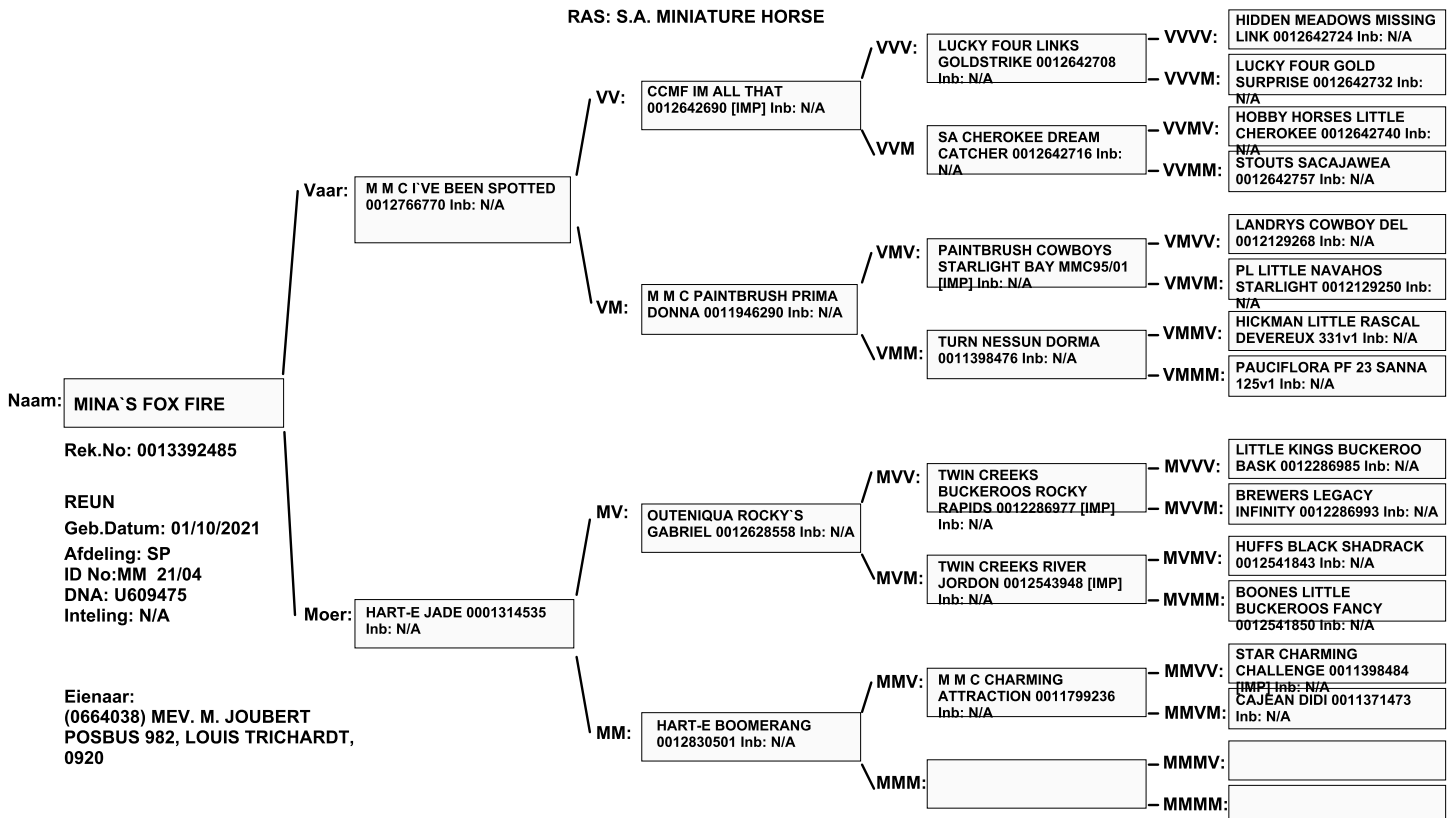 RAS: S.A. MINIATURE HORSE
Naam:
MINA`S FOX FIRE
Rek.No: 0013392485
REUN
Geb.Datum: 01/10/2021
Afdeling: SP
ID No:MM  21/04
DNA: U609475
Inteling: N/A
Eienaar:
(0664038) MEV. M. JOUBERT
POSBUS 982, LOUIS TRICHARDT,
0920
Vaar:
M M C I`VE BEEN SPOTTED
0012766770 Inb: N/A
Moer:
HART-E JADE 0001314535
Inb: N/A
VV:
CCMF IM ALL THAT
0012642690 [IMP] Inb: N/A
VM:
M M C PAINTBRUSH PRIMA
DONNA 0011946290 Inb: N/A
MV:
OUTENIQUA ROCKY`S
GABRIEL 0012628558 Inb: N/A
MM:
HART-E BOOMERANG
0012830501 Inb: N/A
VVV:
LUCKY FOUR LINKS
GOLDSTRIKE 0012642708
Inb: N/A
VVM
SA CHEROKEE DREAM
CATCHER 0012642716 Inb:
N/A
VMV:
PAINTBRUSH COWBOYS
STARLIGHT BAY MMC95/01
[IMP] Inb: N/A
VMM:
TURN NESSUN DORMA
0011398476 Inb: N/A
MVV:
TWIN CREEKS
BUCKEROOS ROCKY
RAPIDS 0012286977 [IMP]
Inb: N/A
MVM:
TWIN CREEKS RIVER
JORDON 0012543948 [IMP]
Inb: N/A
MMV:
M M C CHARMING
ATTRACTION 0011799236
Inb: N/A
MMM:
VVVV:
HIDDEN MEADOWS MISSING
LINK 0012642724 Inb: N/A
VVVM:
LUCKY FOUR GOLD
SURPRISE 0012642732 Inb:
N/A
VVMV:
HOBBY HORSES LITTLE
CHEROKEE 0012642740 Inb:
N/A
VVMM:
STOUTS SACAJAWEA
0012642757 Inb: N/A
VMVV:
LANDRYS COWBOY DEL
0012129268 Inb: N/A
VMVM:
PL LITTLE NAVAHOS
STARLIGHT 0012129250 Inb:
N/A
VMMV:
HICKMAN LITTLE RASCAL
DEVEREUX 331v1 Inb: N/A
VMMM:
PAUCIFLORA PF 23 SANNA
125v1 Inb: N/A
MVVV:
LITTLE KINGS BUCKEROO
BASK 0012286985 Inb: N/A
MVVM:
BREWERS LEGACY
INFINITY 0012286993 Inb: N/A
MVMV:
HUFFS BLACK SHADRACK
0012541843 Inb: N/A
MVMM:
BOONES LITTLE
BUCKEROOS FANCY
0012541850 Inb: N/A
MMVV:
STAR CHARMING
CHALLENGE 0011398484
[IMP] Inb: N/A
MMVM:
CAJEAN DIDI 0011371473
Inb: N/A
MMMV:
MMMM: